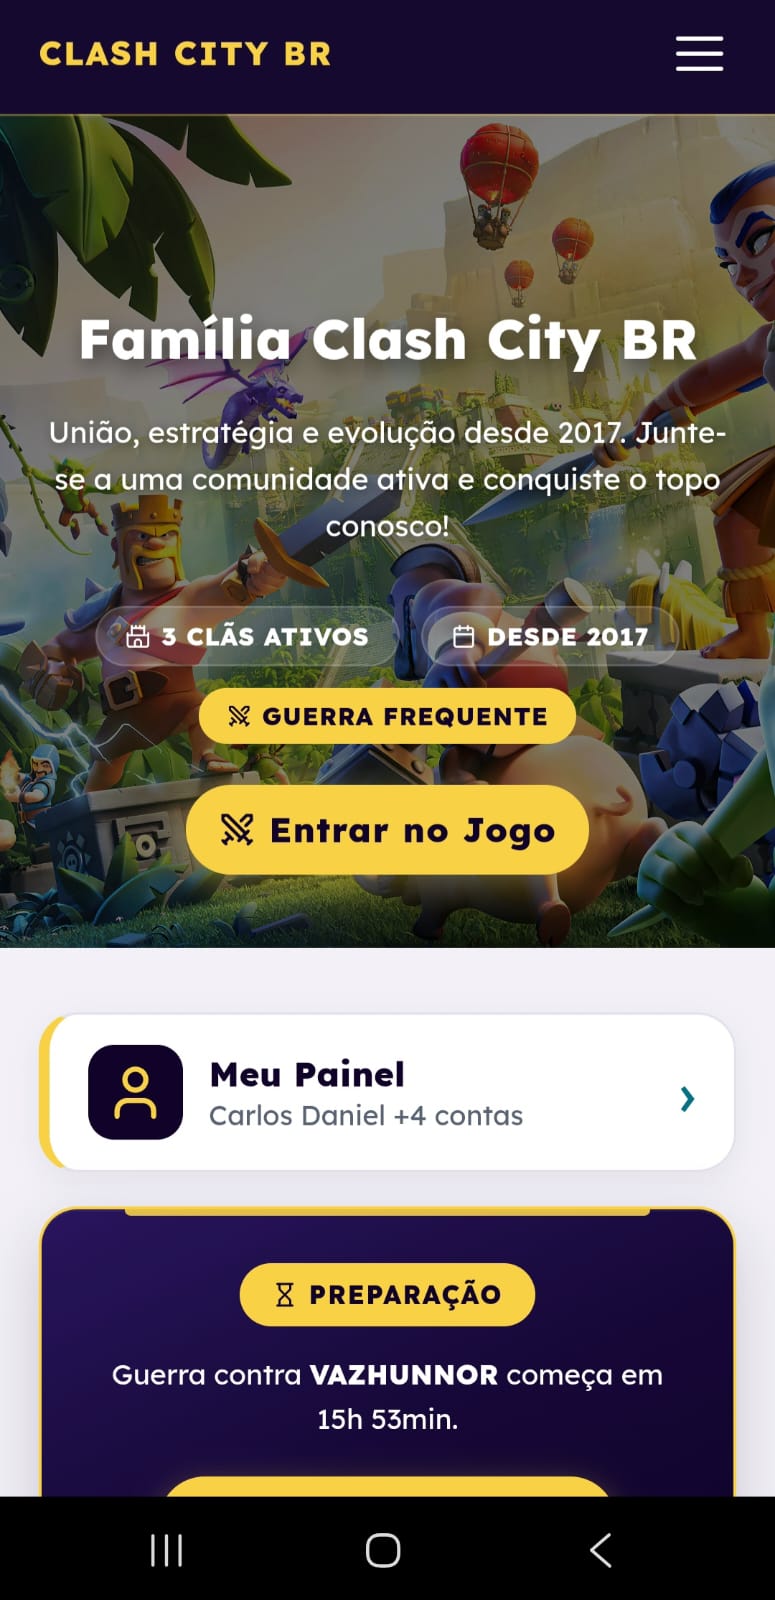 CLASH CITY BR
Família Clash City BR
União, estratégia e evolução desde 2017. Junte-
se a uma comunidade ativa e conquiste o topo
conosco!
3 CLÃS ATIVOS
DESDE 2017
GUERRA FREQUENTE
Entrar no Jogo
Meu Painel
Carlos Daniel +4 contas
PREPARAÇÃO
Guerra contra VAZHUNNOR começa em
15h 53min.